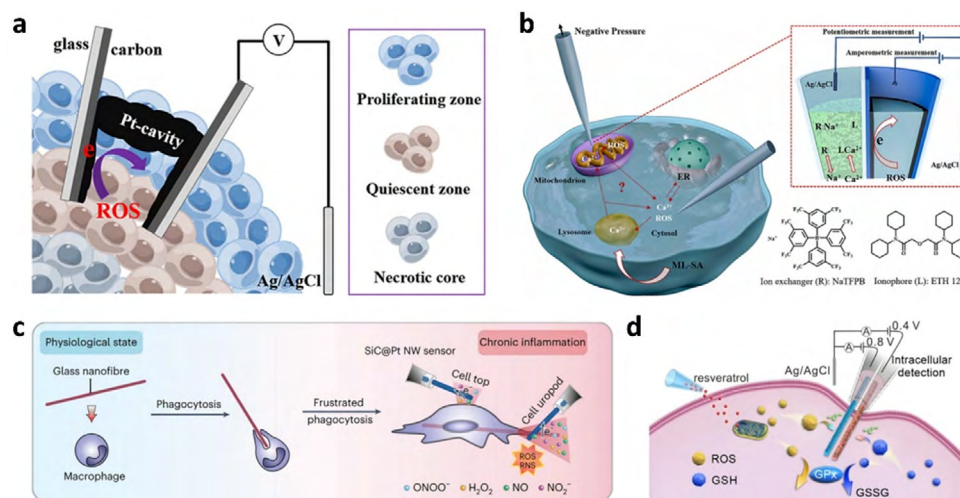 a
glass
carbon
V
Pt-cavity
e
ROS
Ag/AgCl
Proliferating zone
Quiescent zone
Necrotic core
b
Negative Pressure
Potentiometric measurement
Amperometric measurement
Ag/AgCl
R Na⁺ L
R LCa²⁺
Na⁺ Ca²⁺
e
ROS
Ag/AgCl
Ca²⁺ ROS
Mitochondrion
ER
?
Ca²⁺
ROS
Ca²⁺
Lysosome
Cytosol
ML-SA
Na⁺
Ion exchanger (R): NaTFPB
Ionophore (L): ETH 12
c
Physiological state
Glass nanofibre
Macrophage
Phagocytosis
Frustrated
phagocytosis
SiC@Pt NW sensor
Chronic inflammation
Cell top
Cell uropod
e
ROS
RNS
ONOO⁻ H₂O₂ NO NO₂⁻
d
0.4 V
A
0.8 V
A
Ag/AgCl
Intracellular
detection
resveratrol
ROS
GSH
GPx
GSSG